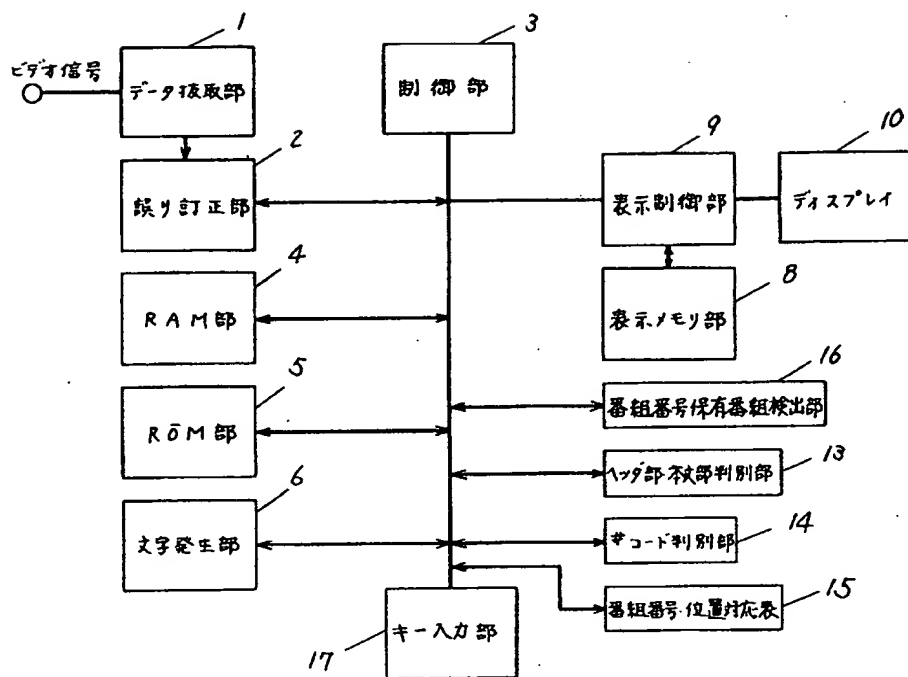 1
3
ビデオ信号
データ抜取部
制御部
2
9
10
誤り訂正部
表示制御部
ディスプレイ
4
8
RAM部
表示メモリ部
16
5
番組番号保有番組検出部
ROM部
13
ヘッダ部・本文部判別部
6
14
文字発生部
#コード判別部
15
番組番号・位置対応表
キー入力部
17